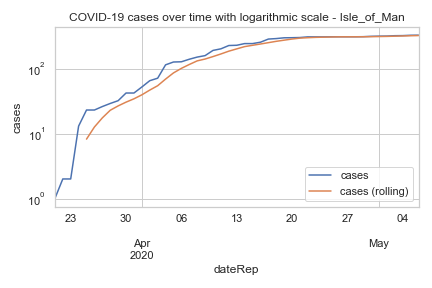 COVID-19 cases over time with logarithmic scale - Isle_of_Man
cases
10²
10¹
10⁰
cases
cases (rolling)
23 30 06 13 20 27 04
Apr May
2020
dateRep